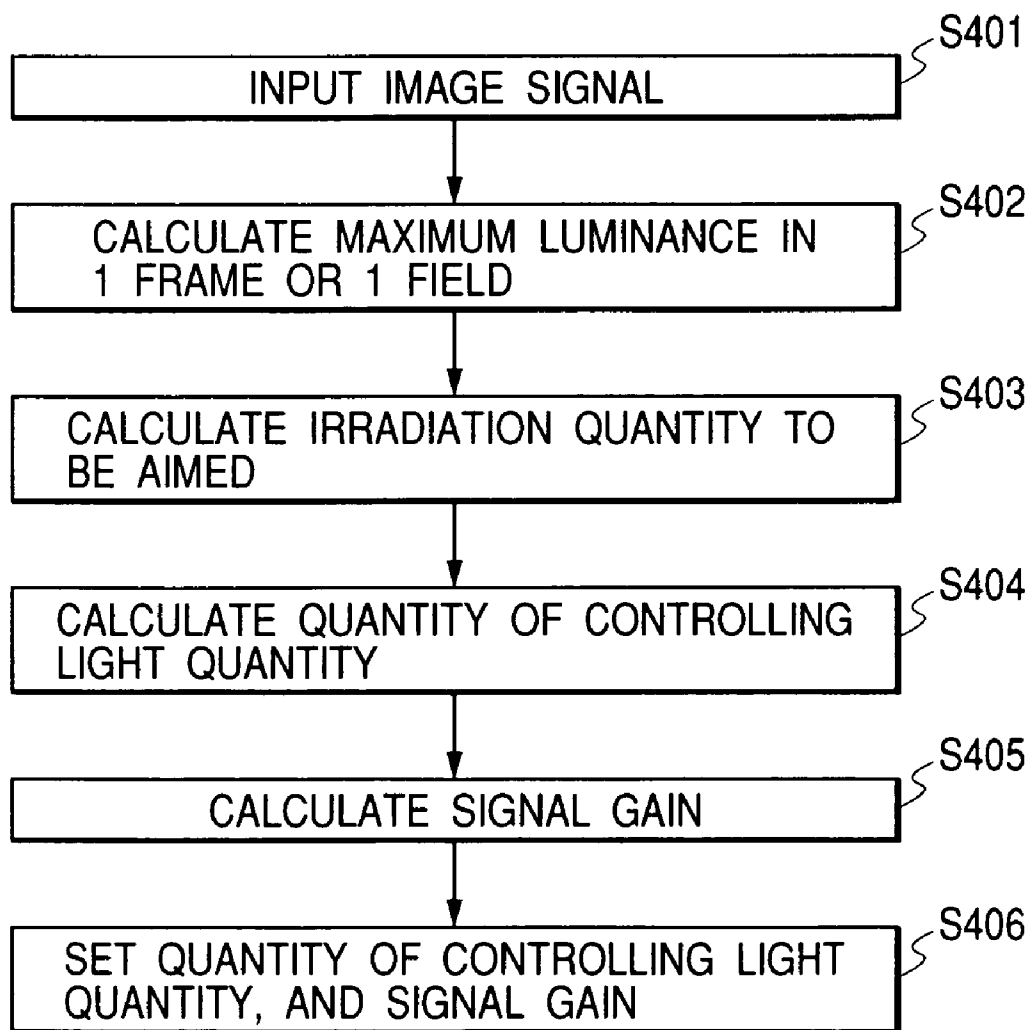 S401
INPUT IMAGE SIGNAL
S402
CALCULATE MAXIMUM LUMINANCE IN
1 FRAME OR 1 FIELD
S403
CALCULATE IRRADIATION QUANTITY TO
BE AIMED
S404
CALCULATE QUANTITY OF CONTROLLING
LIGHT QUANTITY
S405
CALCULATE SIGNAL GAIN
S406
SET QUANTITY OF CONTROLLING LIGHT
QUANTITY, AND SIGNAL GAIN